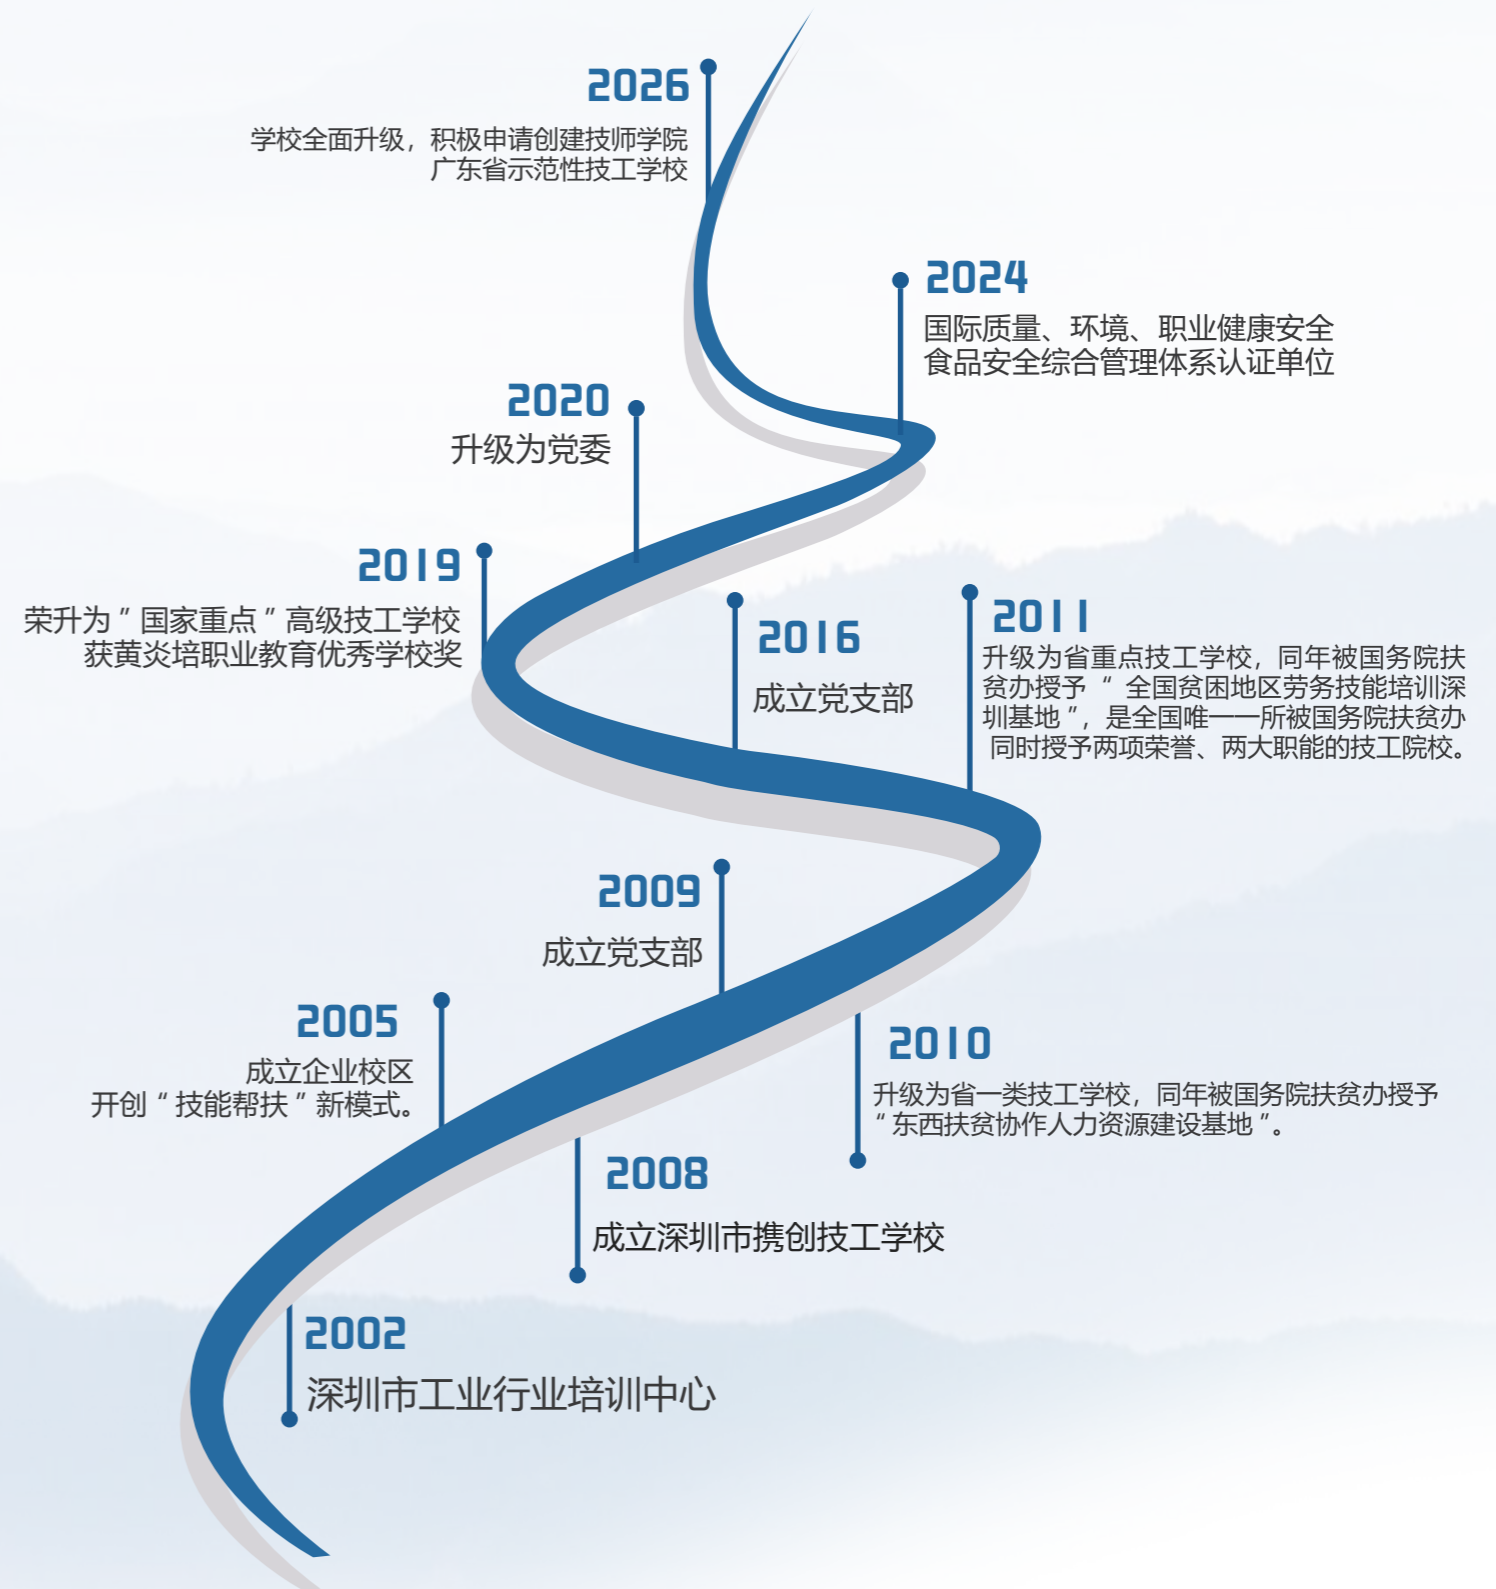 2026
学校全面升级，积极申请创建技师学院
广东省示范性技工学校
2024
国际质量、环境、职业健康安全
食品安全综合管理体系认证单位
2020
升级为党委
2019
荣升为＂国家重点＂高级技工学校
获黄炎培职业教育优秀学校奖
2016
成立党支部
2011
升级为省重点技工学校，同年被国务院扶
贫办授予“ 全国贫困地区劳务技能培训深
圳基地＂，是全国唯一一所被国务院扶贫办
同时授予两项荣誉、两大职能的技工院校。
2009
成立党支部
2005
成立企业校区
开创“ 技能帮扶＂新模式。
2010
升级为省一类技工学校，同年被国务院扶贫办授予
“ 东西扶贫协作人力资源建设基地＂。
2008
成立深圳市携创技工学校
2002
深圳市工业行业培训中心